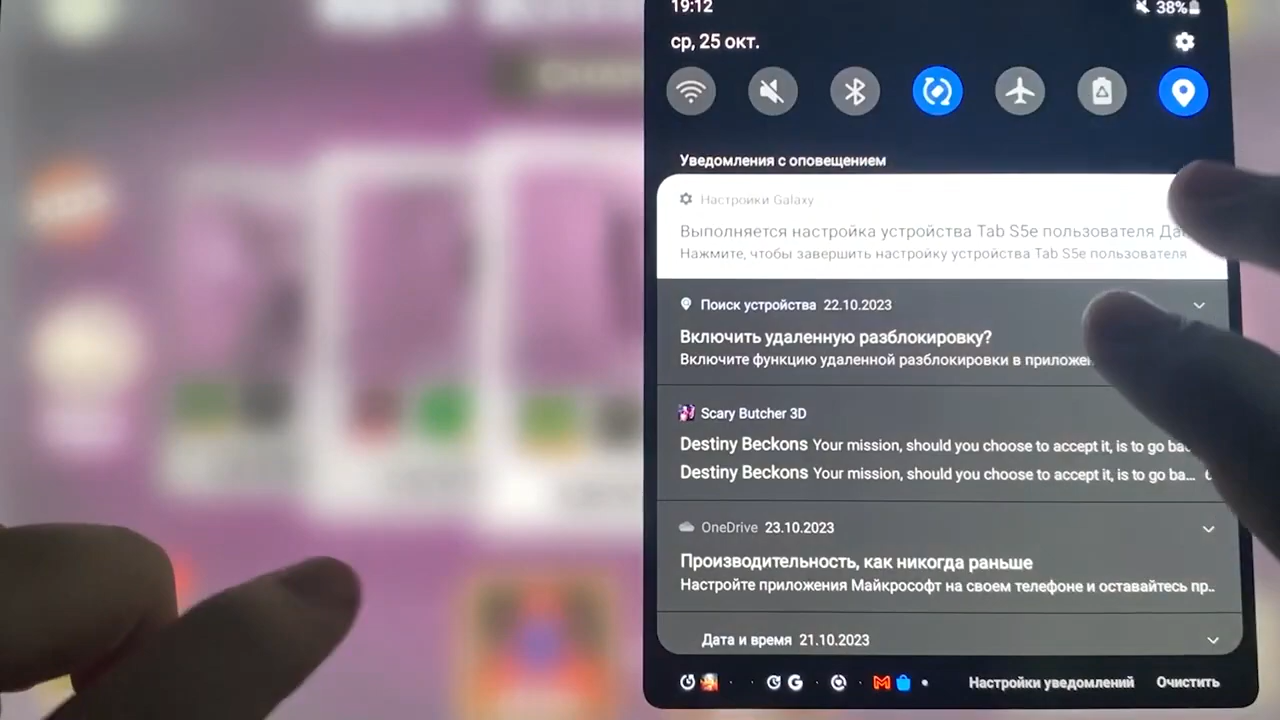 19:12
38%
ср, 25 окт.
Уведомления с оповещением
Настройки Galaxy
Выполняется настройка устройства Tab S5e пользователя
Нажмите, чтобы завершить настройку устройства Tab S5e пользователя
Поиск устройства 22.10.2023
Включить удаленную разблокировку?
Включите функцию удаленной разблокировки в
Scary Butcher 3D
Destiny Beckons Your mission, should you choose to accept it, is to go
Destiny Beckons Your mission, should you choose to accept it, is to go ba...
OneDrive 23.10.2023
Производительность, как никогда раньше
Настройте приложения Майкрософт на своем телефоне и оставайтесь пр..
Дата и время 21.10.2023
Настройки уведомлений Очистить